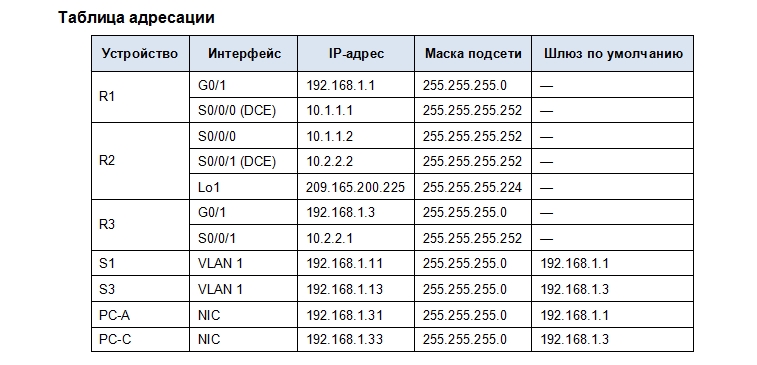 Таблица адресации
Устройство Интерфейс IP-адрес Маска подсети Шлюз по умолчанию
R1 G0/1 192.168.1.1 255.255.255.0 —
S0/0/0 (DCE) 10.1.1.1 255.255.255.252 —
R2 S0/0/0 10.1.1.2 255.255.255.252 —
S0/0/1 (DCE) 10.2.2.2 255.255.255.252 —
Lo1 209.165.200.225 255.255.255.224 —
R3 G0/1 192.168.1.3 255.255.255.0 —
S0/0/1 10.2.2.1 255.255.255.252 —
S1 VLAN 1 192.168.1.11 255.255.255.0 192.168.1.1
S3 VLAN 1 192.168.1.13 255.255.255.0 192.168.1.3
PC-A NIC 192.168.1.31 255.255.255.0 192.168.1.1
PC-C NIC 192.168.1.33 255.255.255.0 192.168.1.3